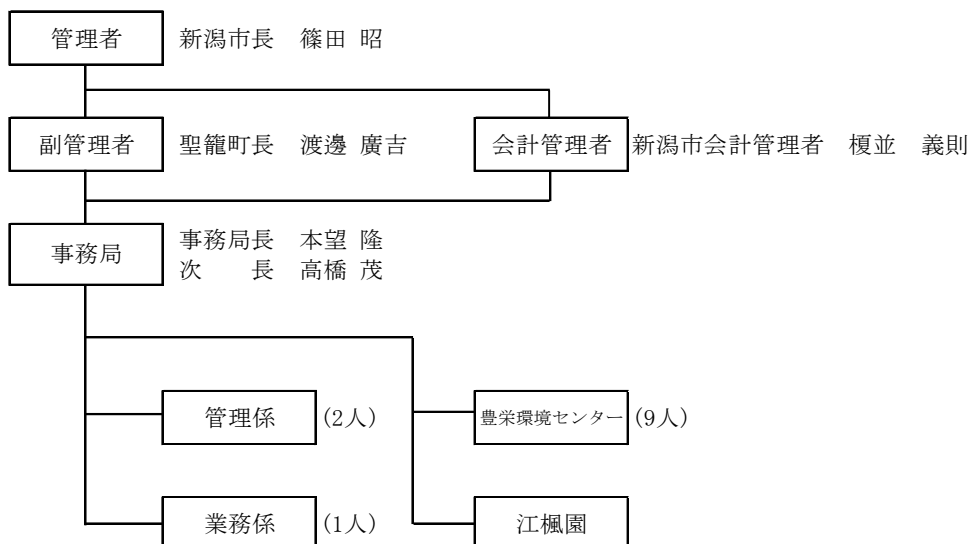 管理者 新潟市長 篠田 昭
副管理者 聖籠町長 渡邊 廣吉 会計管理者 新潟市会計管理者 榎並 義則
事務局 事務局長 本望 隆
次 長 高橋 茂
管理係 (2人) 豊栄環境センター (9人)
業務係 (1人) 江楓園